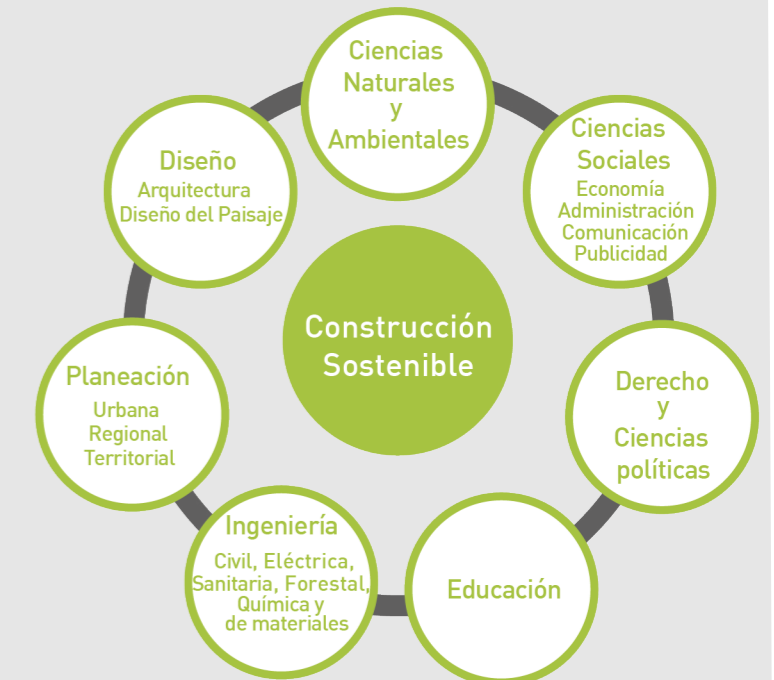 Ciencias
Naturales
y
Ambientales
Ciencias
Sociales
Economía
Administración
Comunicación
Publicidad
Derecho
y
Ciencias
políticas
Educación
Ingeniería
Civil, Eléctrica,
Sanitaria, Forestal,
Química y
de materiales
Planeación
Urbana
Regional
Territorial
Diseño
Arquitectura
Diseño del Paisaje
Construcción
Sostenible